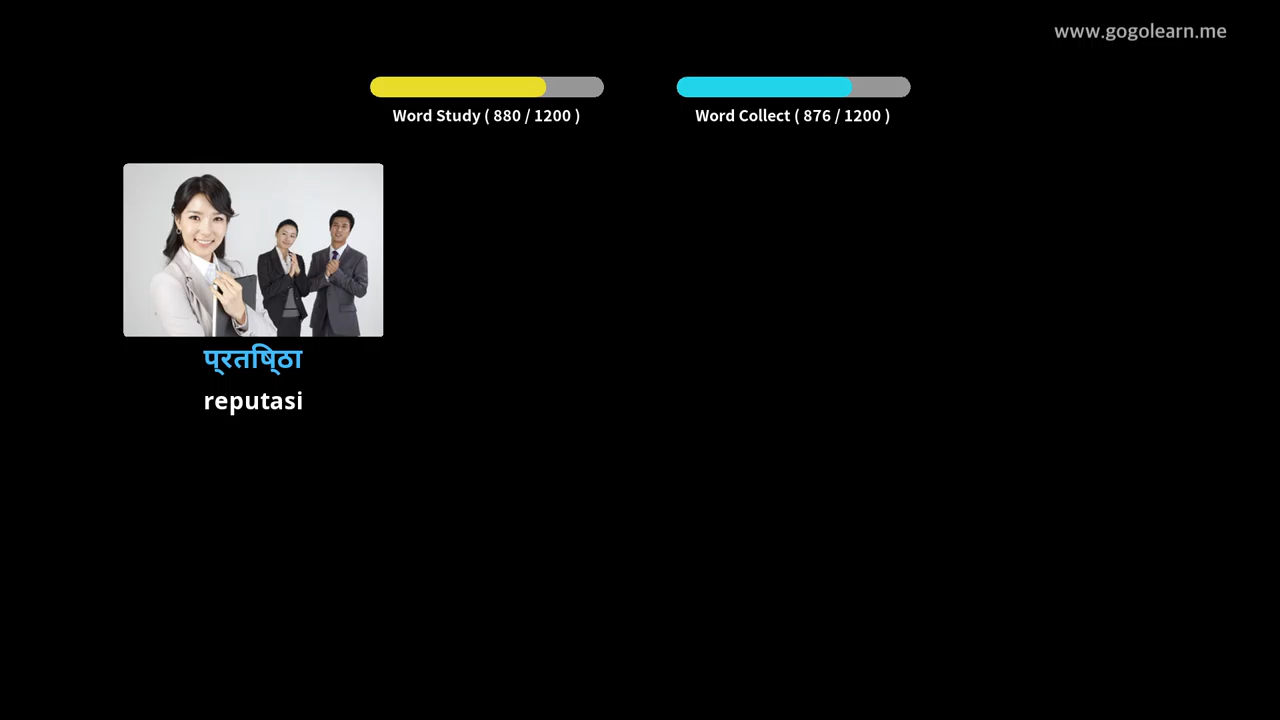 www.gogolearn.me
Word Study ( 880 / 1200 )
Word Collect ( 876 / 1200 )
प्रतिष्ठा
reputasi